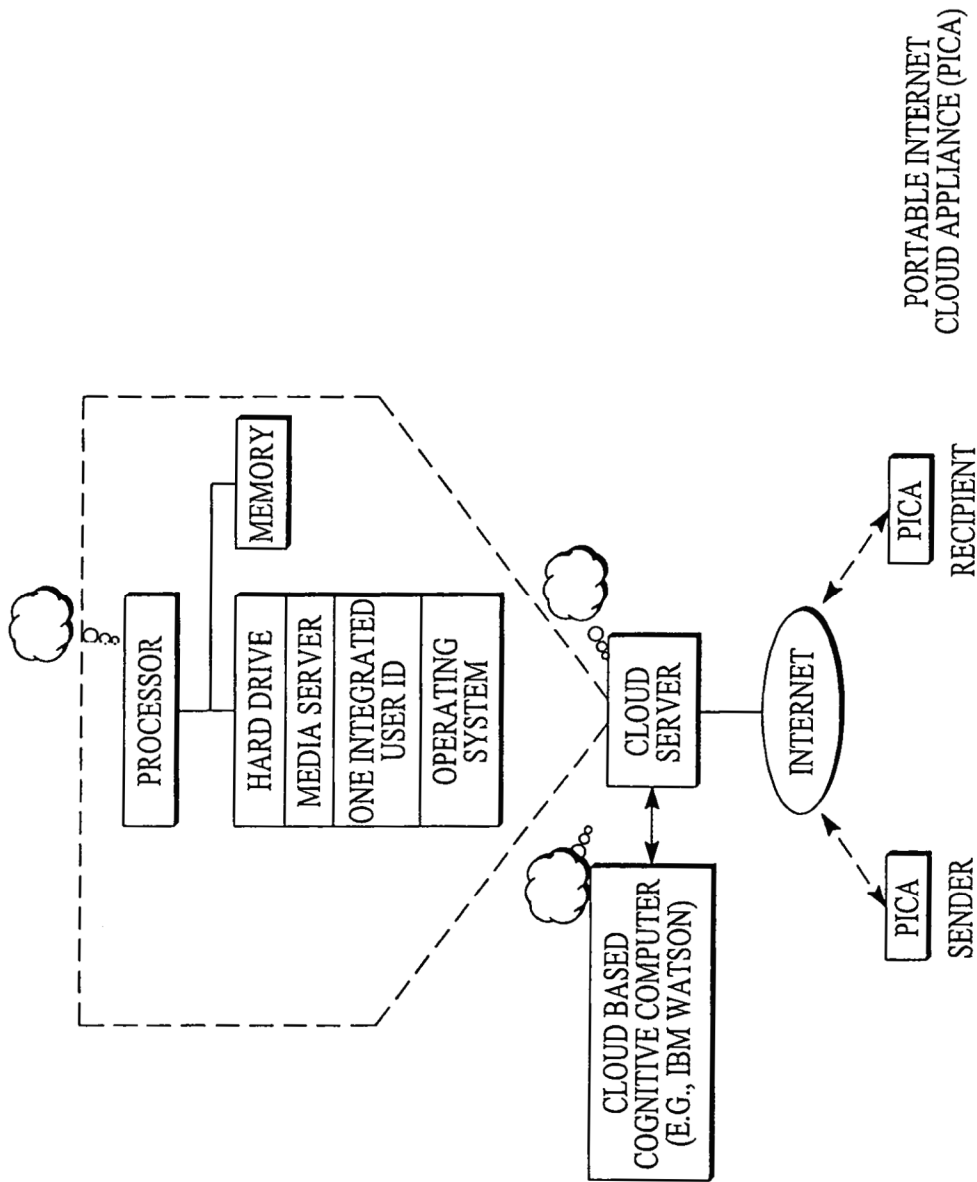 PROCESSOR
MEMORY
HARD DRIVE
MEDIA SERVER
ONE INTEGRATED
USER ID
OPERATING
SYSTEM
CLOUD BASED
COGNITIVE COMPUTER
(E.G., IBM WATSON)
CLOUD
SERVER
INTERNET
PICA
SENDER
PICA
RECIPIENT
PORTABLE INTERNET
CLOUD APPLIANCE (PICA)